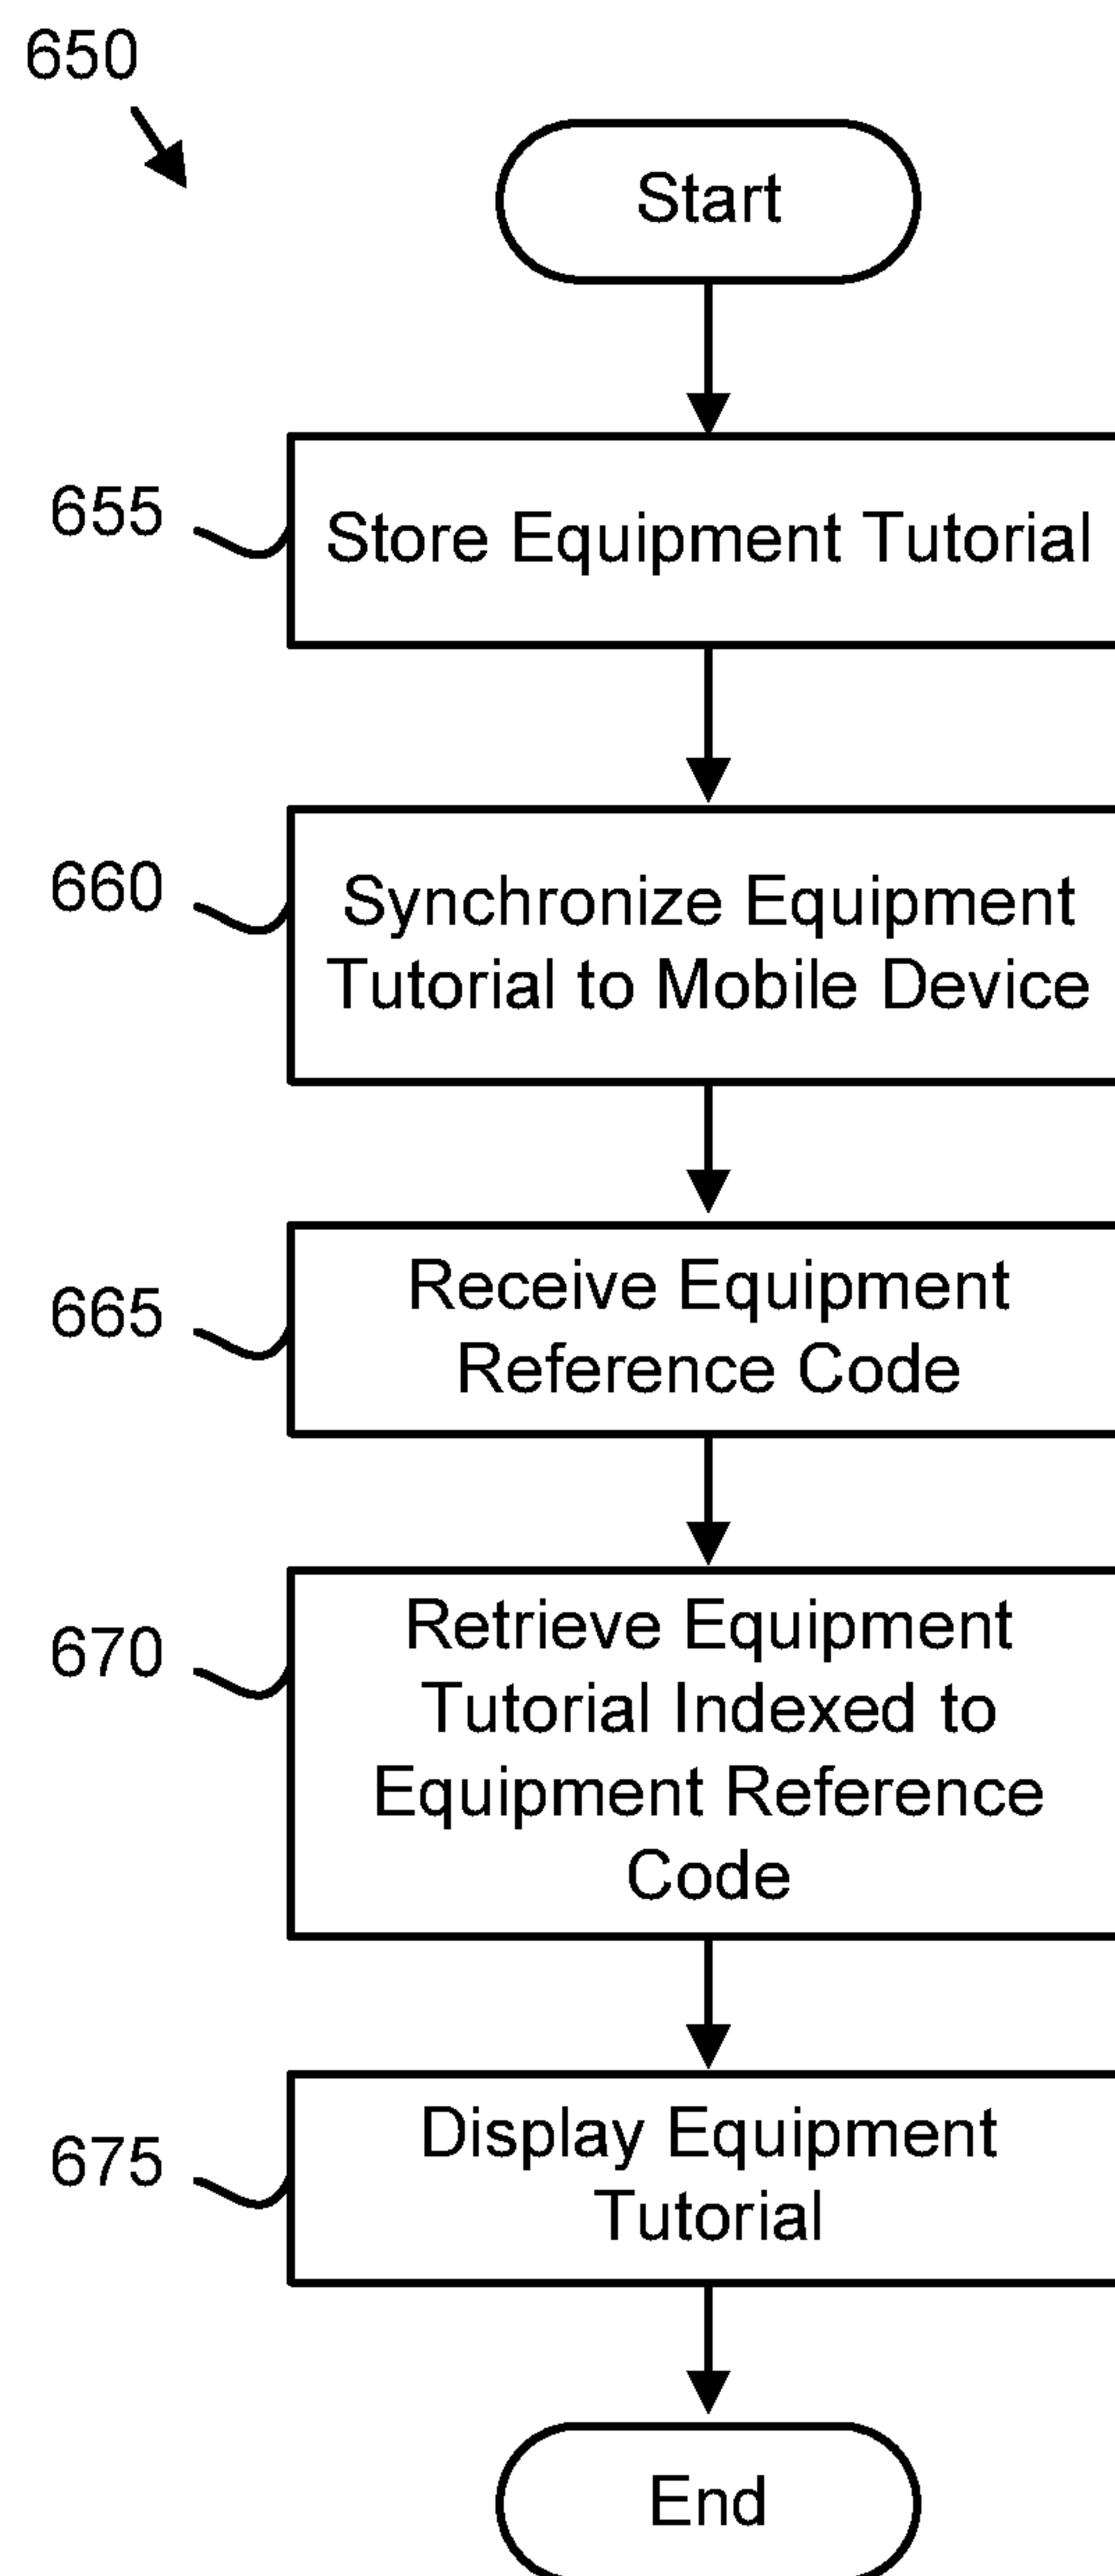 650
Start
655
Store Equipment Tutorial
660
Synchronize Equipment
Tutorial to Mobile Device
665
Receive Equipment
Reference Code
670
Retrieve Equipment
Tutorial Indexed to
Equipment Reference
Code
675
Display Equipment
Tutorial
End